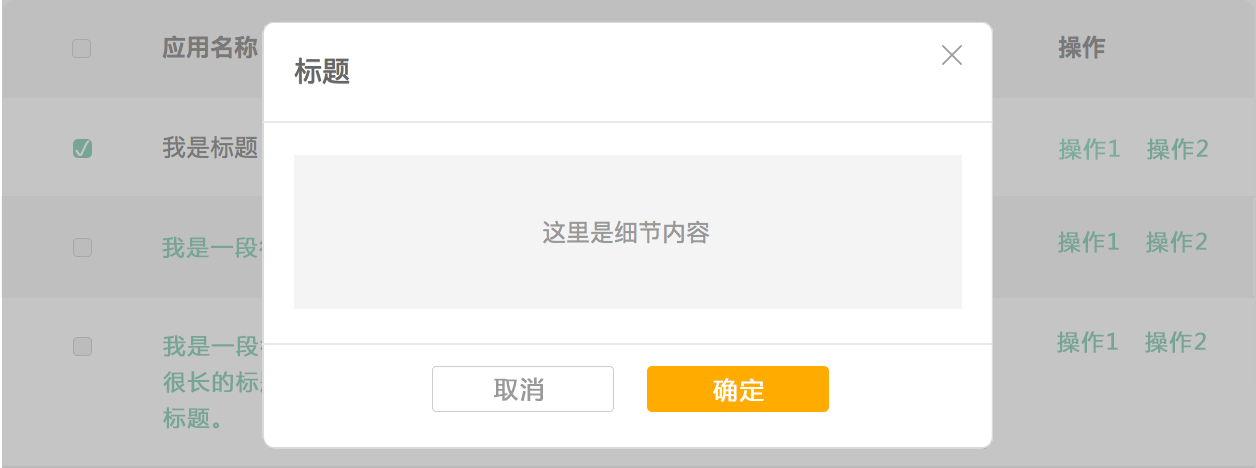 应用名称
操作
标题
我是标题
操作1 操作2
我是一段
操作1 操作2
这里是细节内容
我是一段
很长的标
标题。
操作1 操作2
取消
确定